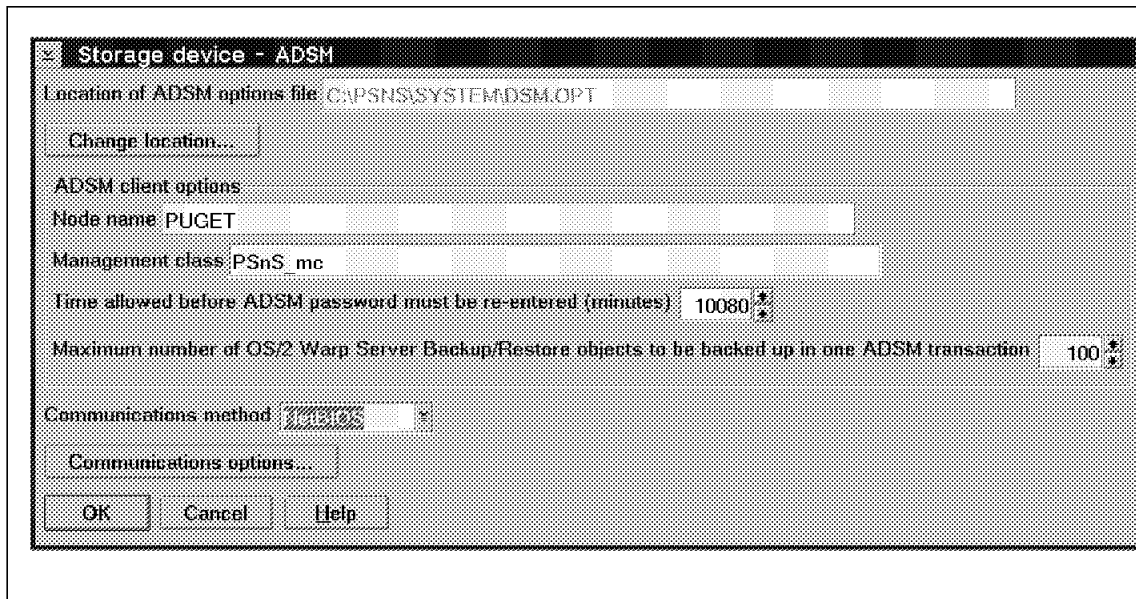 Storage device - ADSM
Location of ADSM options file C:\PSNS\SYSTEM\DSM.OPT
Change location...
ADSM client options
Node name PUGET
Management class PSnS_mc
Time allowed before ADSM password must be re-entered (minutes) 10080
Maximum number of OS/2 Warp Server Backup/Restore objects to be backed up in one ADSM transaction 100
Communications method NetBIOS
Communications options...
OK Cancel Help